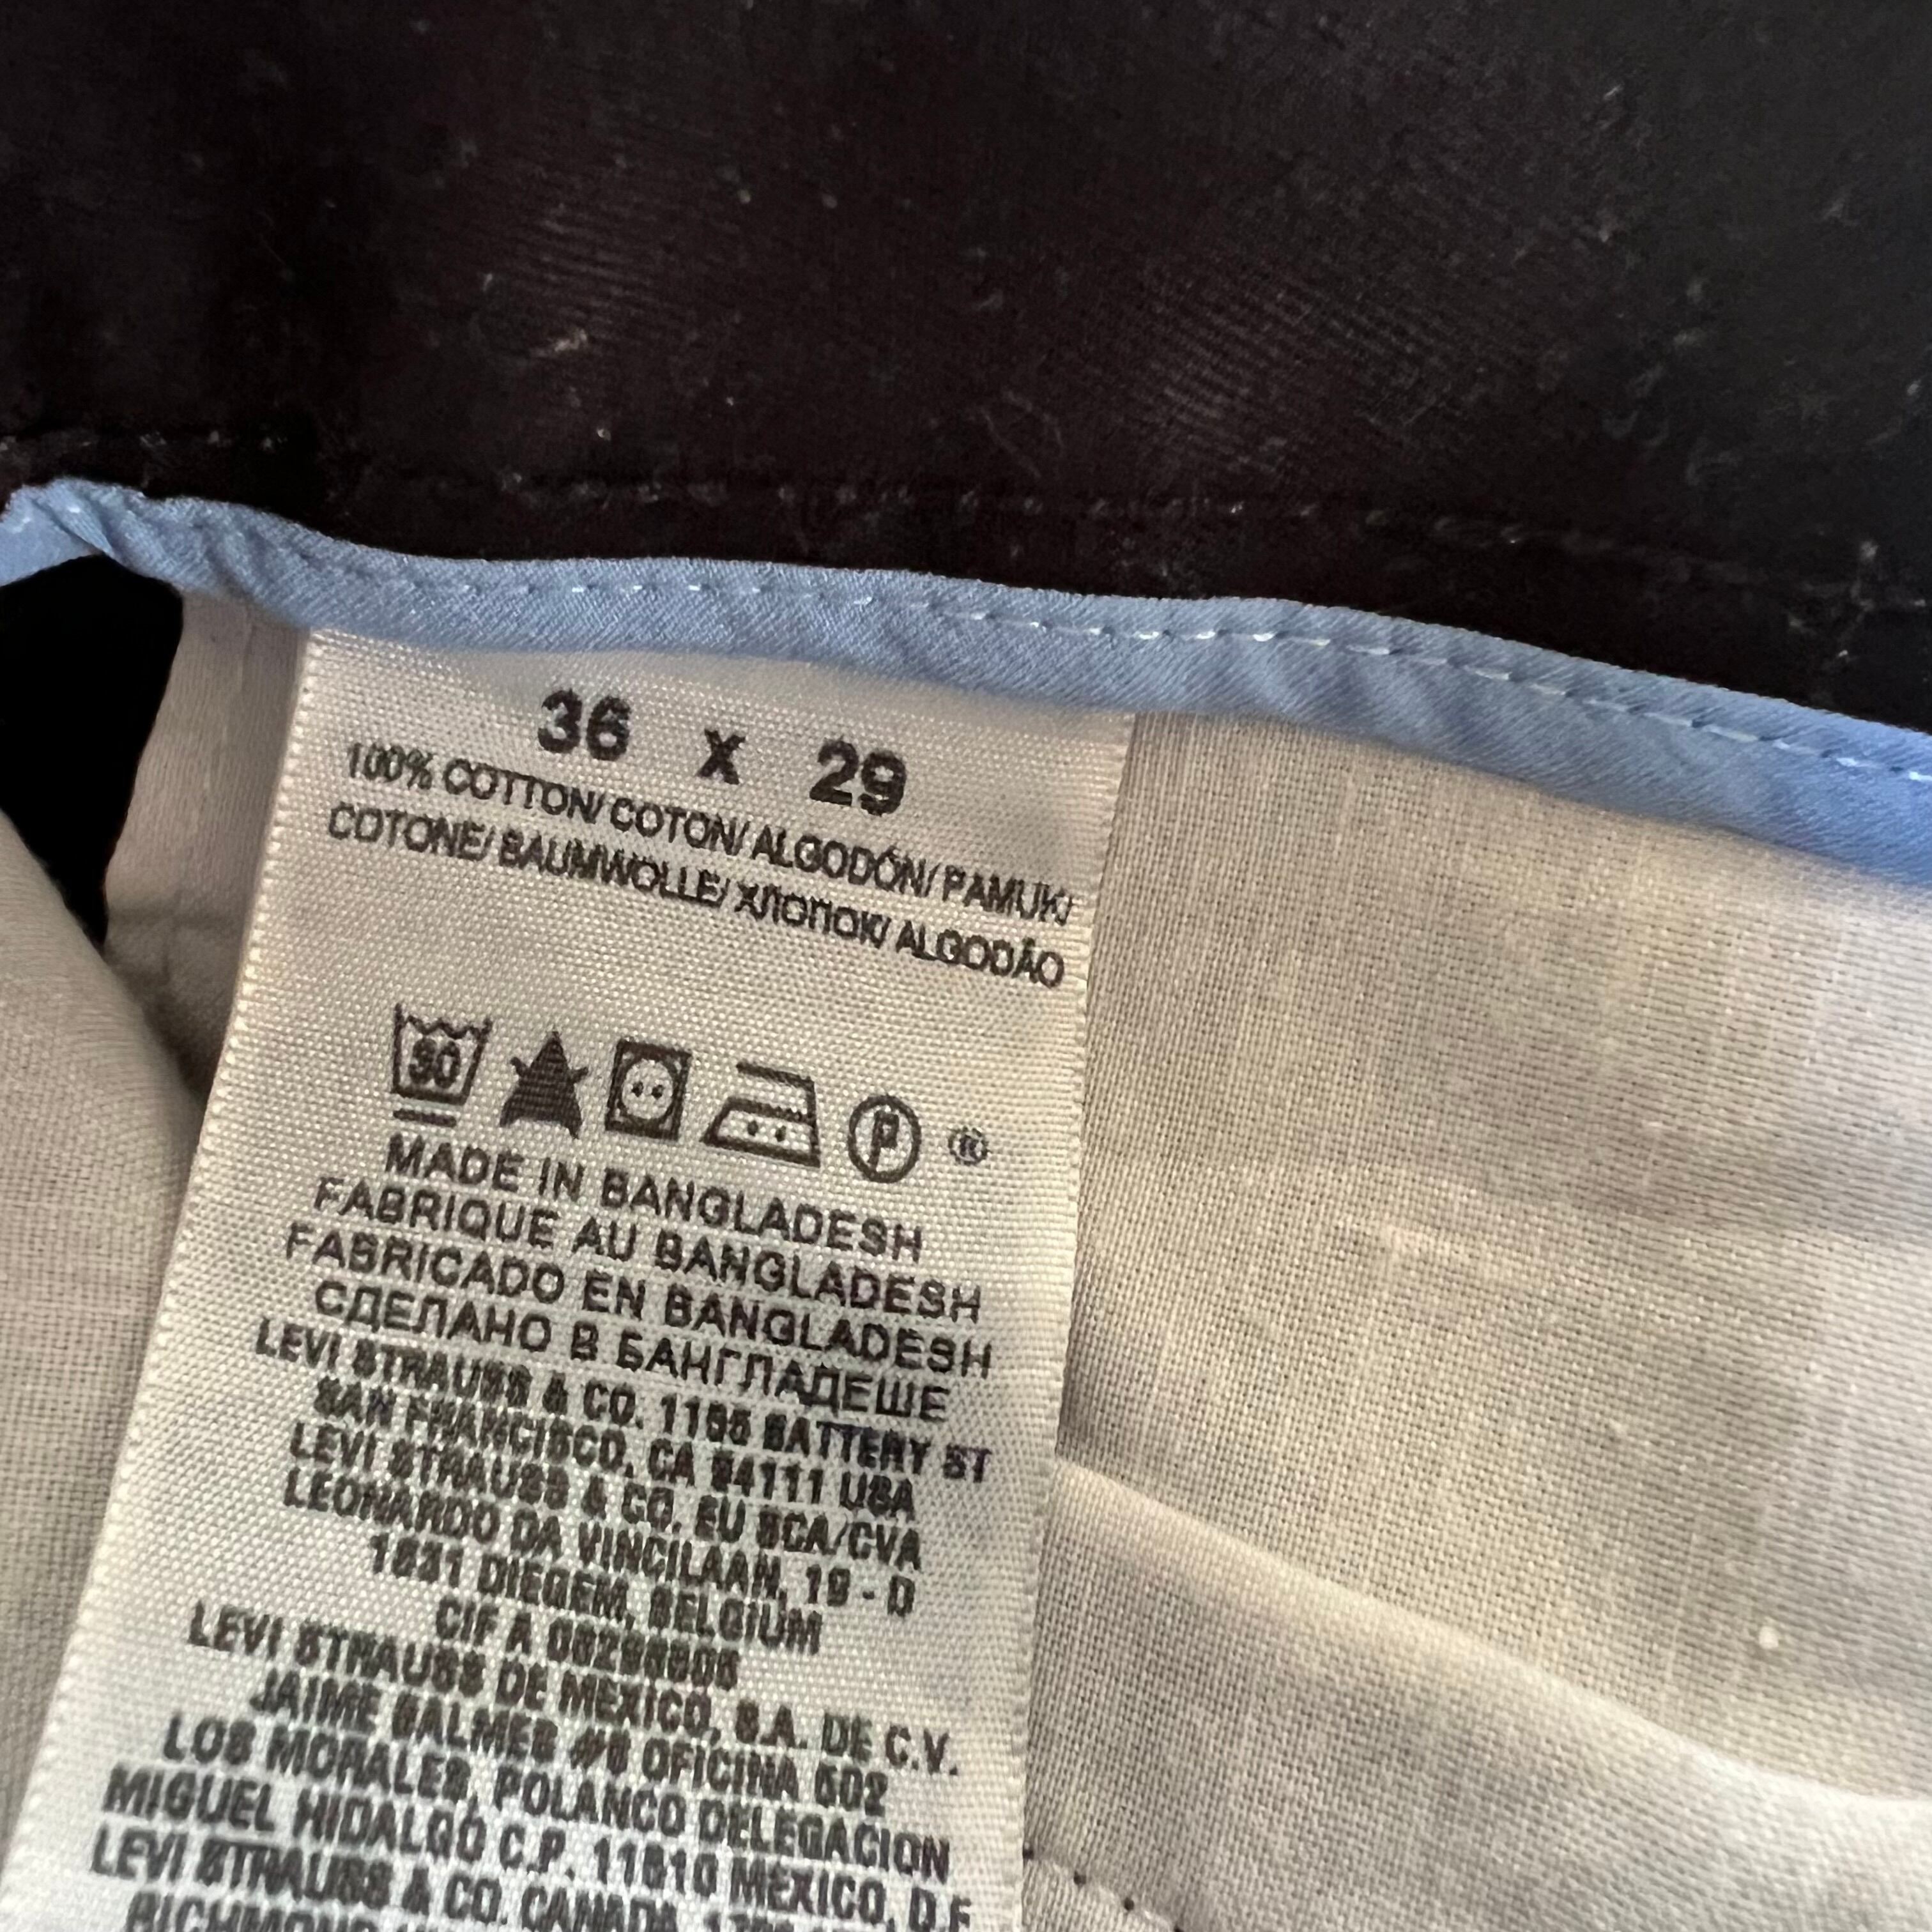 36 X 29
100% COTTON/ COTON/ ALGODÓN/ PAMUK/
COTONE/ BAUMWOLLE/ ХЛОПОК/ ALGODÃO
30
P ®
MADE IN BANGLADESH
FABRIQUE AU BANGLADESH
FABRICADO EN BANGLADESH
СДЕЛАНО В БАНГЛАДЕШЕ
LEVI STRAUSS & CO. 1155 BATTERY ST
SAN FRANCISCO, CA 94111 USA
LEVI STRAUSS & CO. EU SCA/CVA
LEONARDO DA VINCILAAN, 19 - D
1831 DIEGEM, BELGIUM
CIF A
LEVI STRAUSS DE MEXICO, S.A. DE C.V.
JAIME BALMES #8 OFICINA 502
LOS MORALES, POLANCO DELEGACION
MIGUEL HIDALGO C.P. 11510 MÉXICO, D.F
LEVI STRAUSS & CO. CANADA